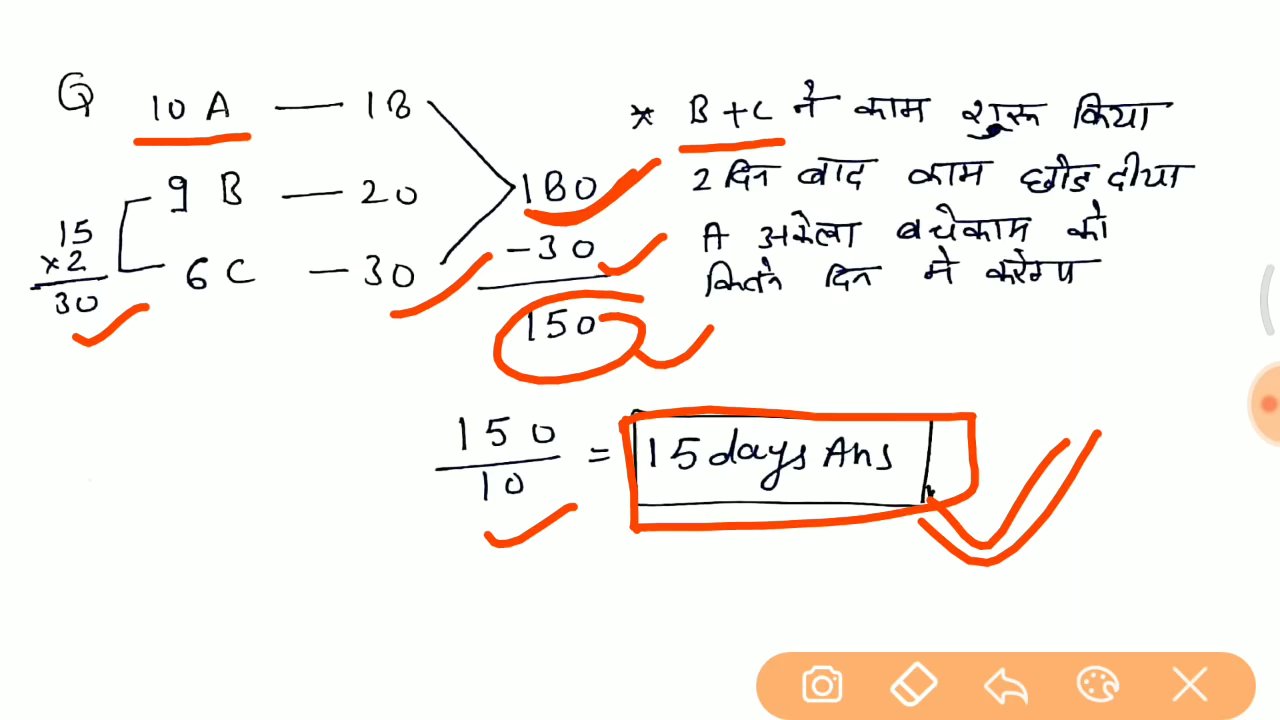 Q 10 A — 18
9 B — 20
6 C — 30
15
×2
30
180
-30
150
* B+C ने काम शुरू किया
2 दिन बाद काम छोड दीया
A अकेला बचेकाम को
कितने दिन मे करेगा
150
10
= 15 days Ans